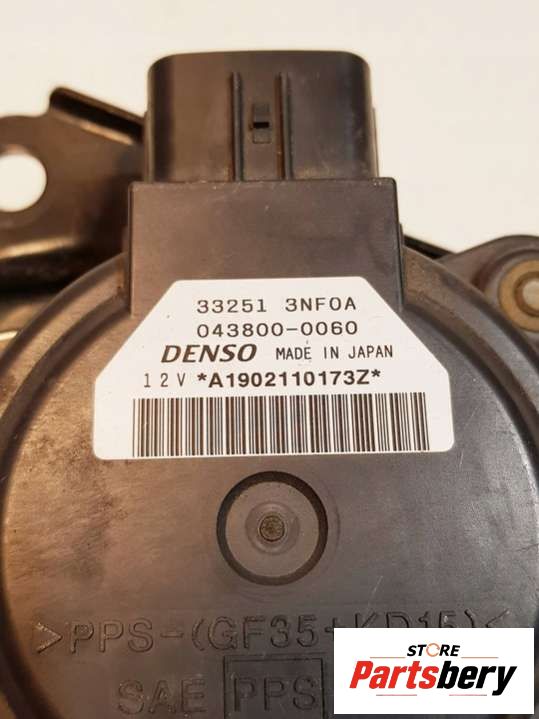 33251 3NF0A
043800-0060
DENSO MADE IN JAPAN
12V *A1902110173Z*
>PPS-(GF35+KD15)<
SAE PPS
STORE
Partsbery